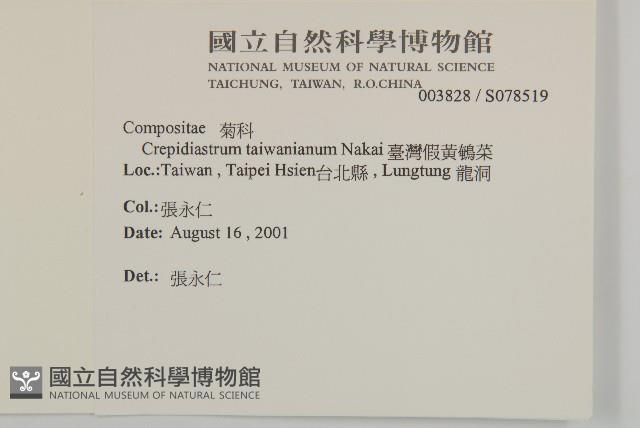 國立自然科學博物館
NATIONAL MUSEUM OF NATURAL SCIENCE
TAICHUNG, TAIWAN, R.O.CHINA
003828 / S078519
Compositae 菊科
Crepidiastrum taiwanianum Nakai 臺灣假黃鵪菜
Loc.:Taiwan , Taipei Hsien台北縣 , Lungtung 龍洞
Col.:張永仁
Date: August 16 , 2001
Det.: 張永仁
國立自然科學博物館
NATIONAL MUSEUM OF NATURAL SCIENCE